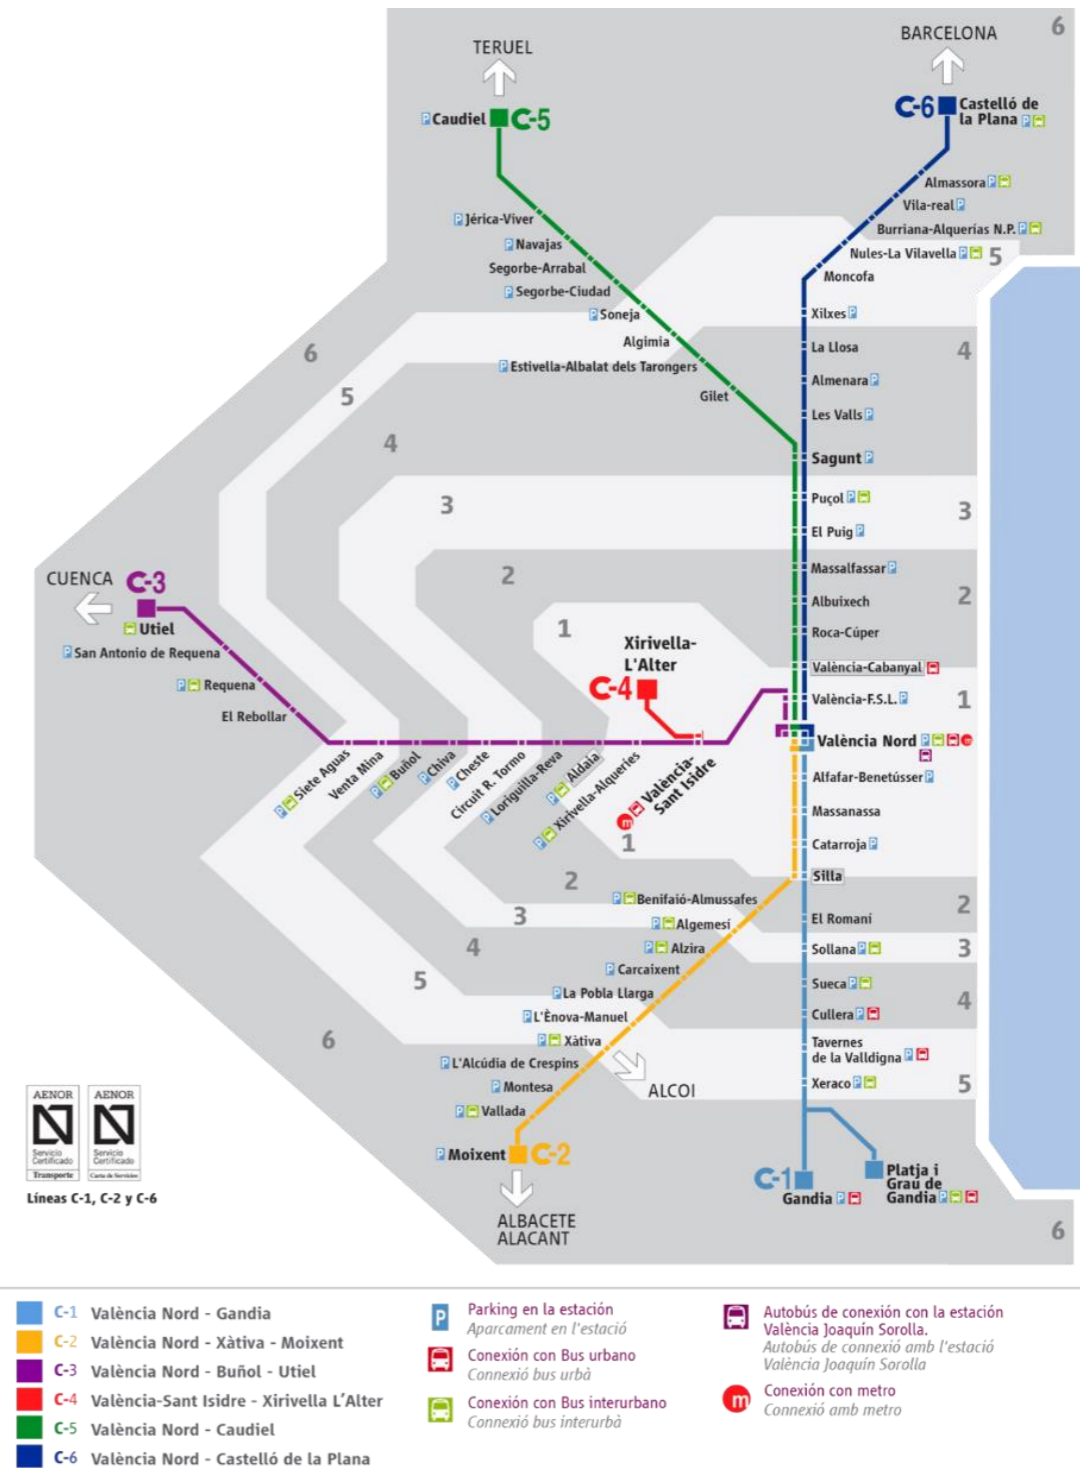 6
BARCELONA
TERUEL
C-6
Castelló de
la Plana
Caudiel
C-5
Almassora
Vila-real
Jérica-Viver
Burriana-Alquerías N.P.
Navajas
Nules-La Vilavella
5
Segorbe-Arrabal
Moncofa
Segorbe-Ciudad
Soneja
Xilxes
Algimia
La Llosa
4
6
Estivella-Albalat dels Tarongers
Almenara
5
Gilet
Les Valls
4
Sagunt
3
Puçol
3
El Puig
Massalfassar
2
CUENCA
C-3
Albuixech
2
Utiel
1
Roca-Cúper
Xirivella-
L'Alter
San Antonio de Requena
València-Cabanyal
Requena
C-4
València-F.S.L.
1
El Rebollar
València Nord
m
Siete Aguas
Venta Mina
Buñol
Chiva
Cheste
Circuit R. Tormo
Loriguilla-Reva
Aldaia
Xirivella-Alqueries
València-
Sant Isidre
m
Alfafar-Benetússer
Massanassa
1
Catarroja
Silla
2
Benifaió-Almussafes
2
3
Algemesí
El Romaní
4
Alzira
Sollana
3
5
Carcaixent
Sueca
4
La Pobla Llarga
Cullera
L'Ènova-Manuel
6
Xàtiva
Tavernes
de la Valldigna
L'Alcúdia de Crespins
Xeraco
5
ALCOI
Montesa
Vallada
Moixent
C-2
C-1
Gandia
Platja i
Grau de
Gandia
ALBACETE
ALACANT
6
AENOR
AENOR
Servicio
Certificado
Servicio
Certificado
Transporte
Carta de Servicios
Líneas C-1, C-2 y C-6
C-1 València Nord - Gandia
C-2 València Nord - Xàtiva - Moixent
C-3 València Nord - Buñol - Utiel
C-4 València-Sant Isidre - Xirivella L'Alter
C-5 València Nord - Caudiel
C-6 València Nord - Castelló de la Plana
P
Parking en la estación
Aparcament en l'estació
Conexión con Bus urbano
Connexió bus urbà
Conexión con Bus interurbano
Connexió bus interurbà
Autobús de conexión con la estación
València Joaquín Sorolla.
Autobús de connexió amb l'estació
València Joaquín Sorolla
m
Conexión con metro
Connexió amb metro